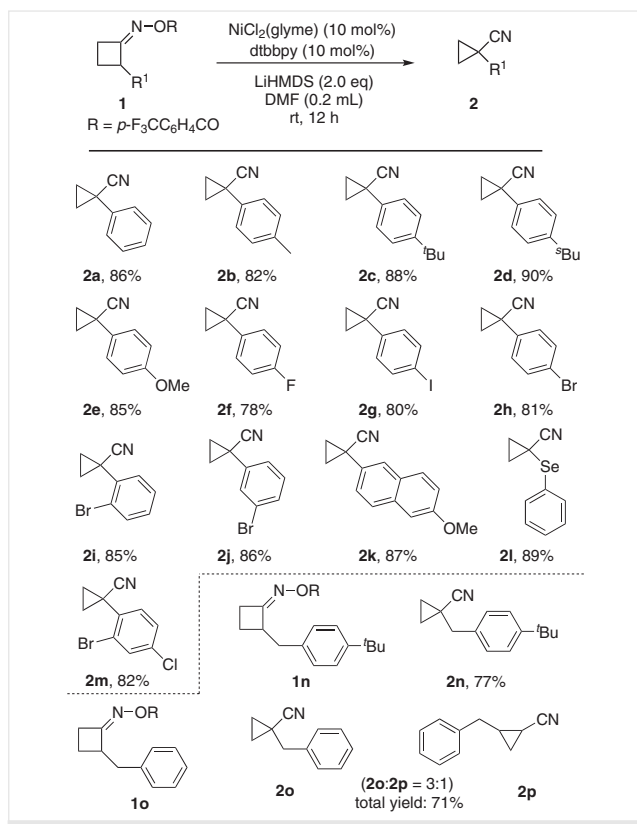 N–OR
NiCl2(glyme) (10 mol%)
dtbbpy (10 mol%)
LiHMDS (2.0 eq)
DMF (0.2 mL)
rt, 12 h
CN
R1
R1
1
2
R = p-F3CC6H4CO
CN CN CN CN
tBu sBu
2a, 86% 2b, 82% 2c, 88% 2d, 90%
CN CN CN CN
OMe F I Br
2e, 85% 2f, 78% 2g, 80% 2h, 81%
CN CN CN CN
Br Br OMe Se
2i, 85% 2j, 86% 2k, 87% 2l, 89%
CN N–OR CN
Br Cl tBu tBu
2m, 82% 1n 2n, 77%
N–OR CN CN
1o 2o (2o:2p = 3:1) 2p
total yield: 71%